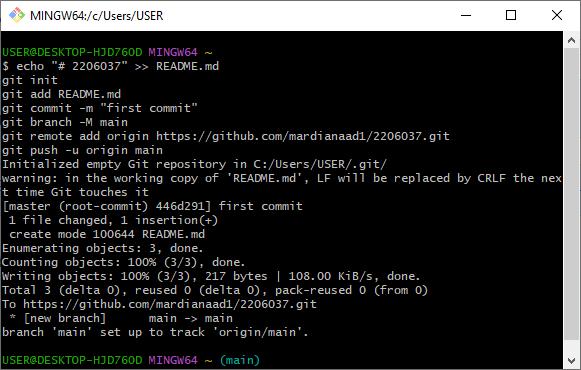 MINGW64:/c/Users/USER
USER@DESKTOP-HJD76OD MINGW64 ~
$ echo "# 2206037" >> README.md
git init
git add README.md
git commit -m "first commit"
git branch -M main
git remote add origin https://github.com/mardianaad1/2206037.git
git push -u origin main
Initialized empty Git repository in C:/Users/USER/.git/
warning: in the working copy of 'README.md', LF will be replaced by CRLF the nex
t time Git touches it
[master (root-commit) 446d291] first commit
 1 file changed, 1 insertion(+)
 create mode 100644 README.md
Enumerating objects: 3, done.
Counting objects: 100% (3/3), done.
Writing objects: 100% (3/3), 217 bytes | 108.00 KiB/s, done.
Total 3 (delta 0), reused 0 (delta 0), pack-reused 0 (from 0)
To https://github.com/mardianaad1/2206037.git
 * [new branch]      main -> main
branch 'main' set up to track 'origin/main'.
USER@DESKTOP-HJD76OD MINGW64 ~ (main)